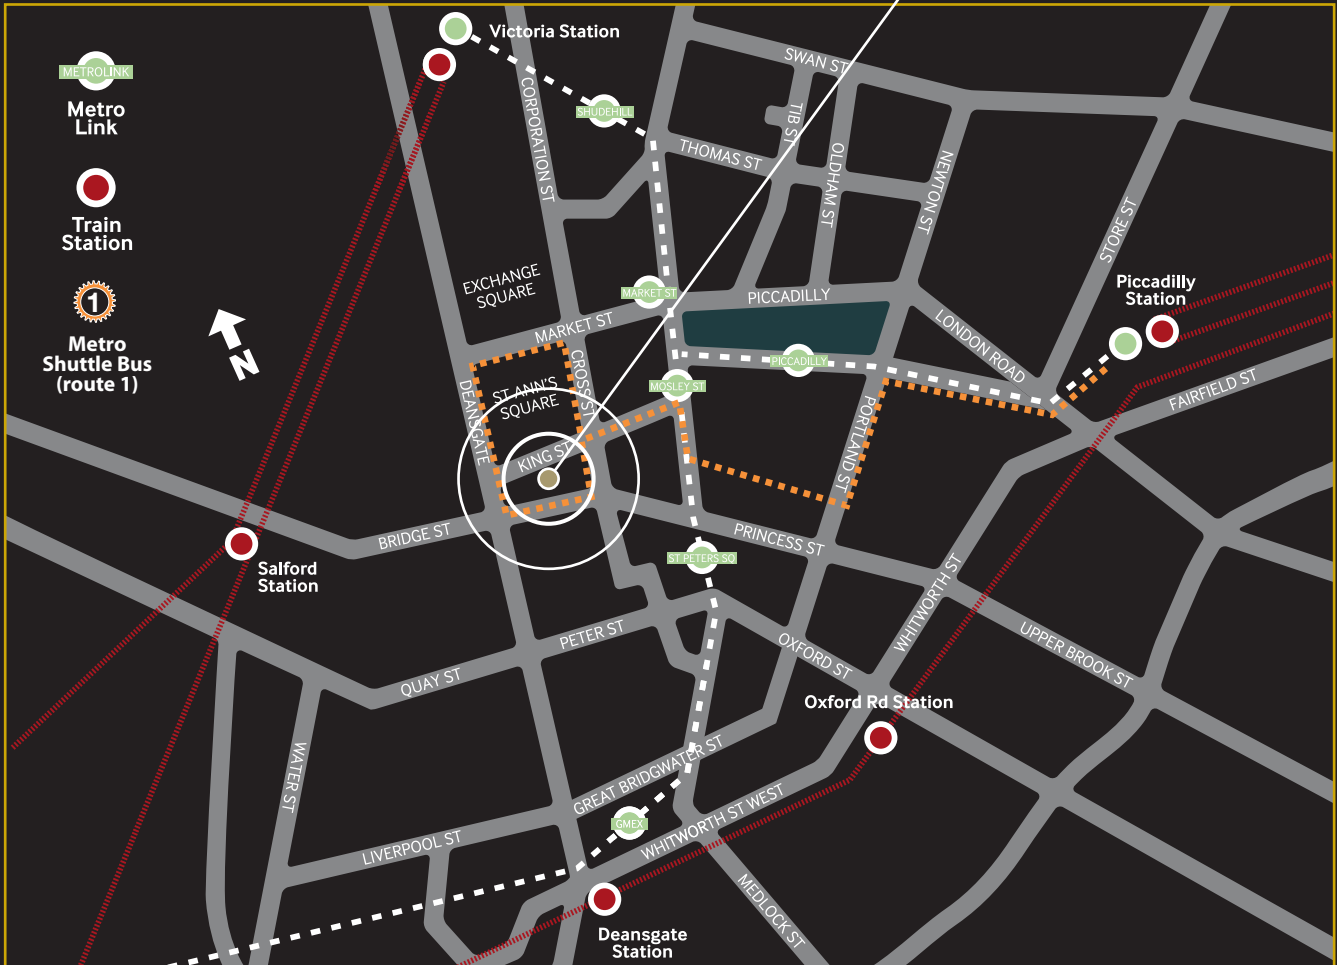 METROLINK
Metro
Link
Train
Station
1
Metro
Shuttle Bus
(route 1)
N
Victoria Station
SHUDEHILL
CORPORATION ST
SWAN ST
TIB ST
THOMAS ST
OLDHAM ST
NEWTON ST
STORE ST
EXCHANGE
SQUARE
MARKET ST
MARKET ST
PICCADILLY
Piccadilly
Station
LONDON ROAD
PICCADILLY
MOSLEY ST
FAIRFIELD ST
DEANSGATE
ST ANN'S
SQUARE
CROSS ST
KING ST
PORTLAND ST
BRIDGE ST
PRINCESS ST
ST PETERS SQ
Salford
Station
WHITWORTH ST
PETER ST
OXFORD ST
UPPER BROOK ST
QUAY ST
Oxford Rd Station
WATER ST
GREAT BRIDGWATER ST
GMEX
WHITWORTH ST WEST
LIVERPOOL ST
MEDLOCK ST
Deansgate
Station